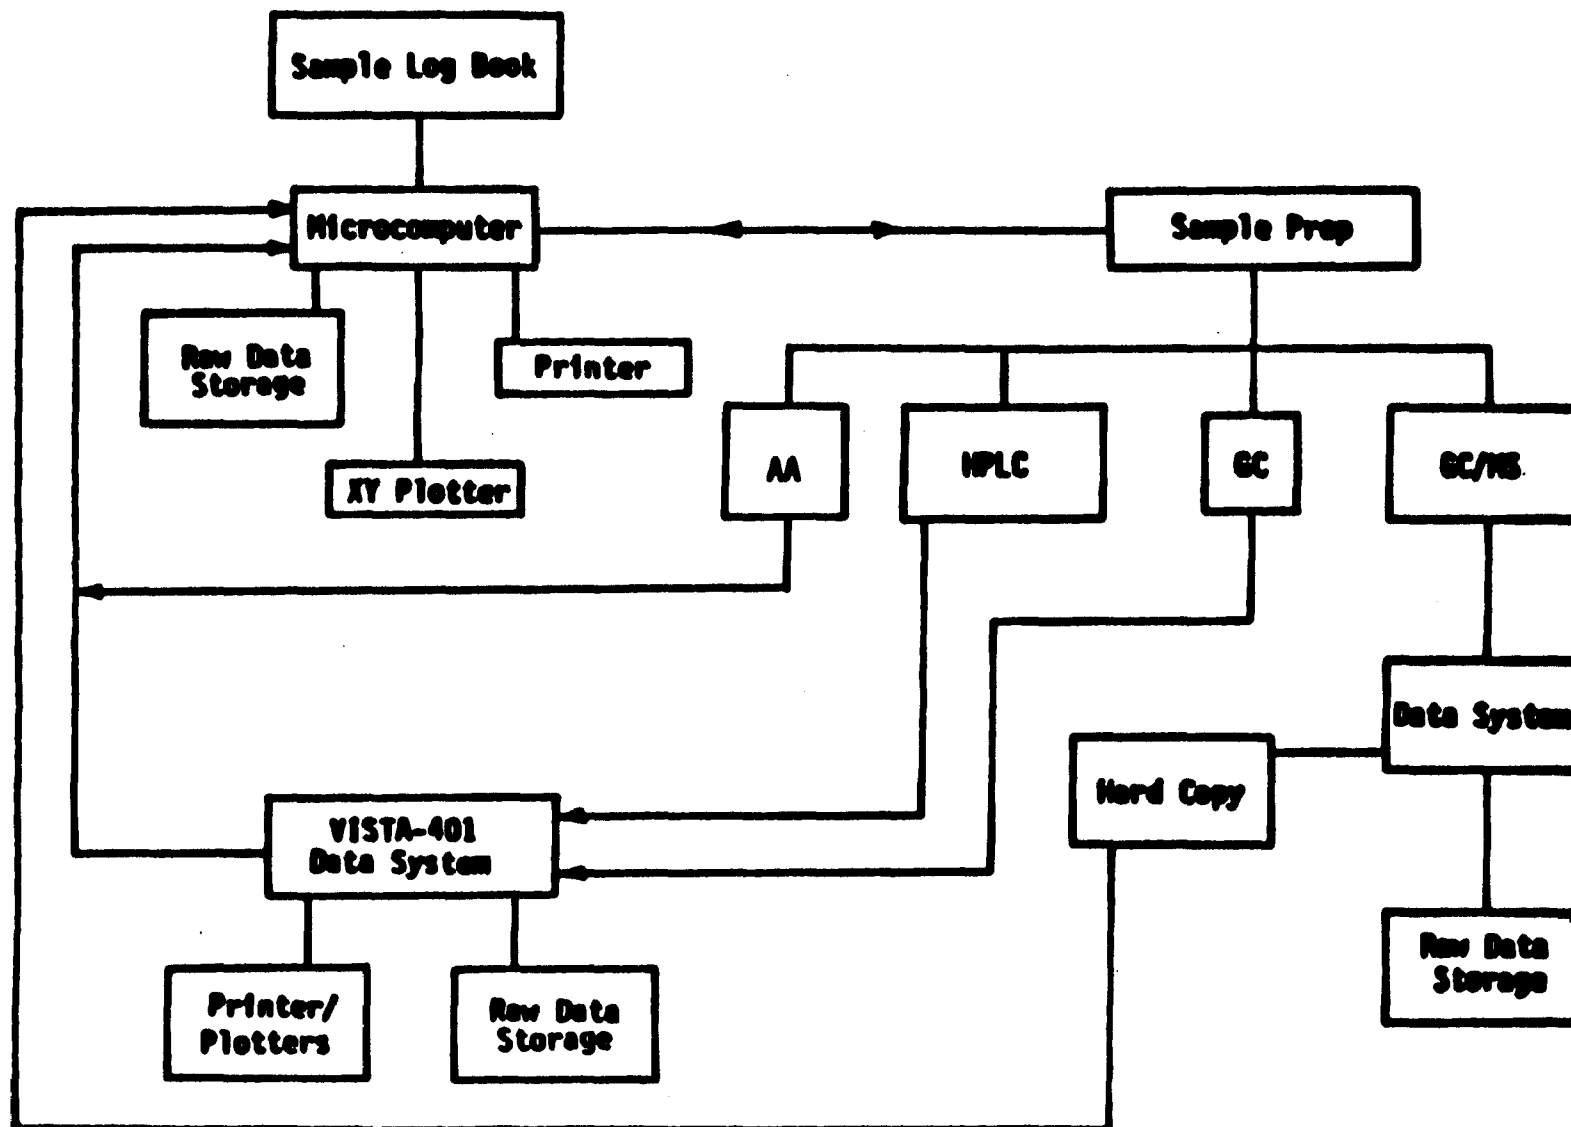 Sample Log Book
Microcomputer
Sample Prep
Raw Data
Storage
Printer
XY Plotter
AA
HPLC
GC
GC/MS
Data System
Hard Copy
VISTA-401
Data System
Raw Data
Storage
Printer/
Plotters
Raw Data
Storage